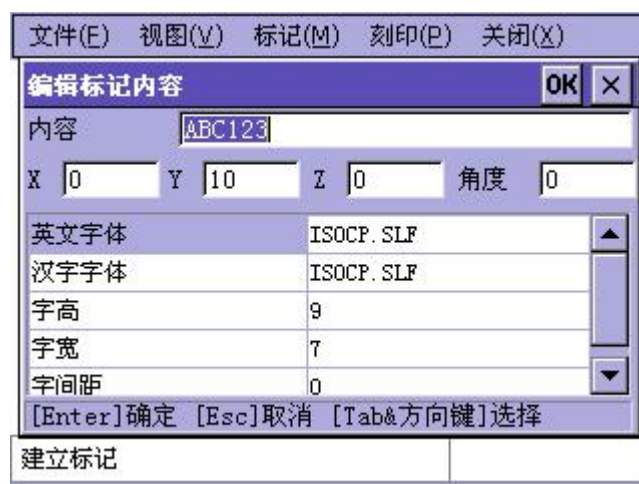 文件(F) 视图(V) 标记(M) 刻印(P) 关闭(X)
编辑标记内容 OK ×
内容 ABC123
X 0 Y 10 Z 0 角度 0
英文字体 ISOCP.SLF
汉字字体 ISOCP.SLF
字高 9
字宽 7
字间距 0
[Enter]确定 [Esc]取消 [Tab&方向键]选择
建立标记